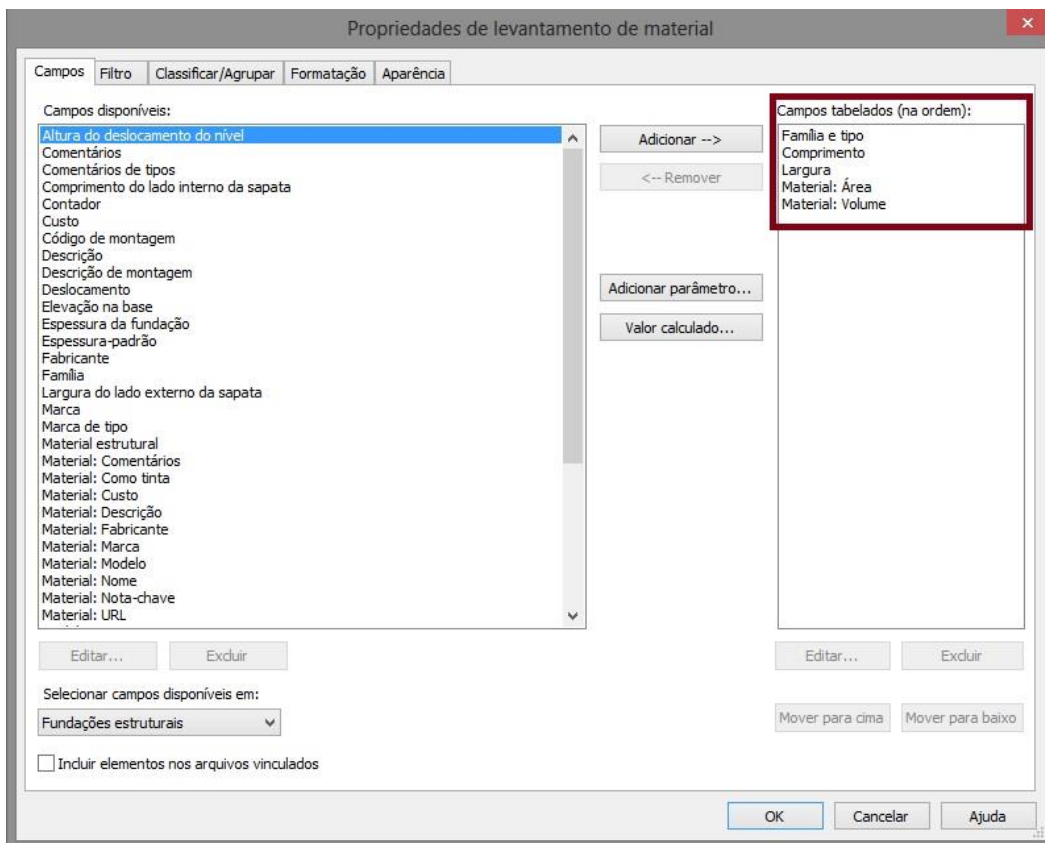 Propriedades de levantamento de material
Campos Filtro Classificar/Agrupar Formatação Aparência
Campos disponíveis:
Altura do deslocamento do nível
Comentários
Comentários de tipos
Comprimento do lado interno da sapata
Contador
Custo
Código de montagem
Descrição
Descrição de montagem
Deslocamento
Elevação na base
Espessura da fundação
Espessura-padrão
Fabricante
Família
Largura do lado externo da sapata
Marca
Marca de tipo
Material estrutural
Material: Comentários
Material: Como tinta
Material: Custo
Material: Descrição
Material: Fabricante
Material: Marca
Material: Modelo
Material: Nome
Material: Nota-chave
Material: URL
Adicionar -->
<-- Remover
Adicionar parâmetro...
Valor calculado...
Campos tabelados (na ordem):
Família e tipo
Comprimento
Largura
Material: Área
Material: Volume
Editar... Excluir
Editar... Excluir
Selecionar campos disponíveis em:
Fundações estruturais
Mover para cima Mover para baixo
Incluir elementos nos arquivos vinculados
OK Cancelar Ajuda